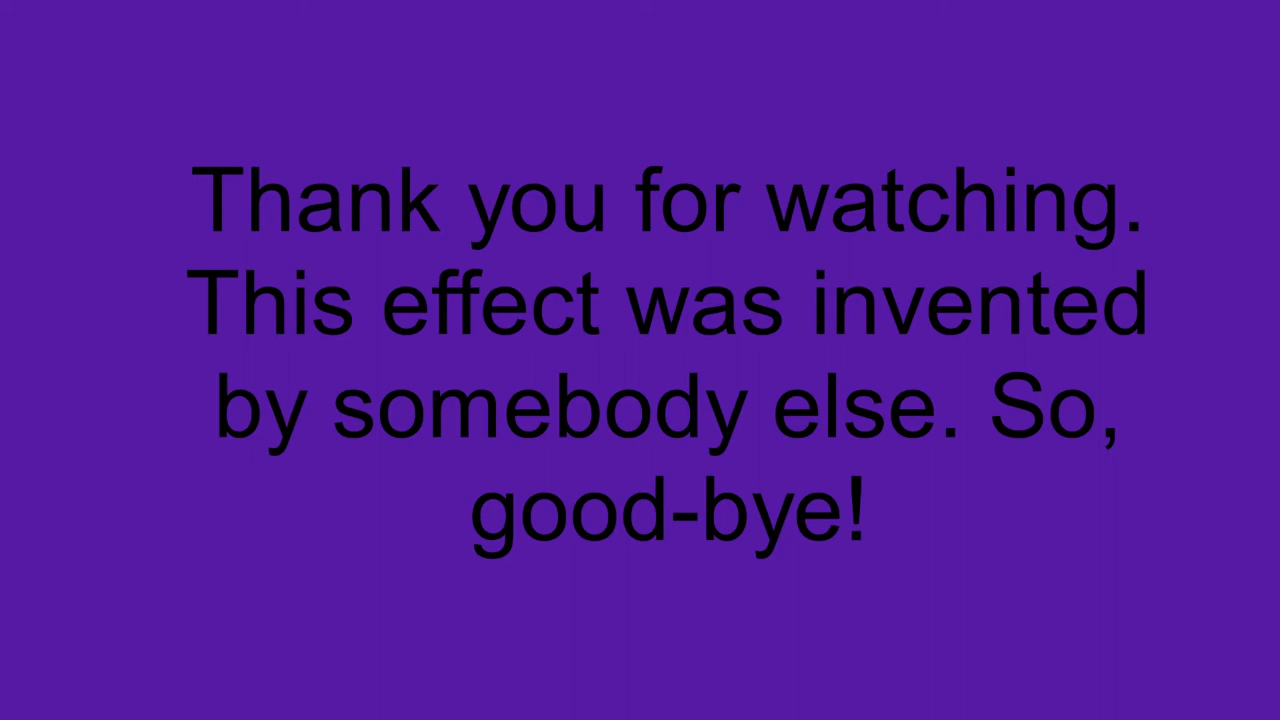 Thank you for watching.
This effect was invented
by somebody else. So,
good-bye!